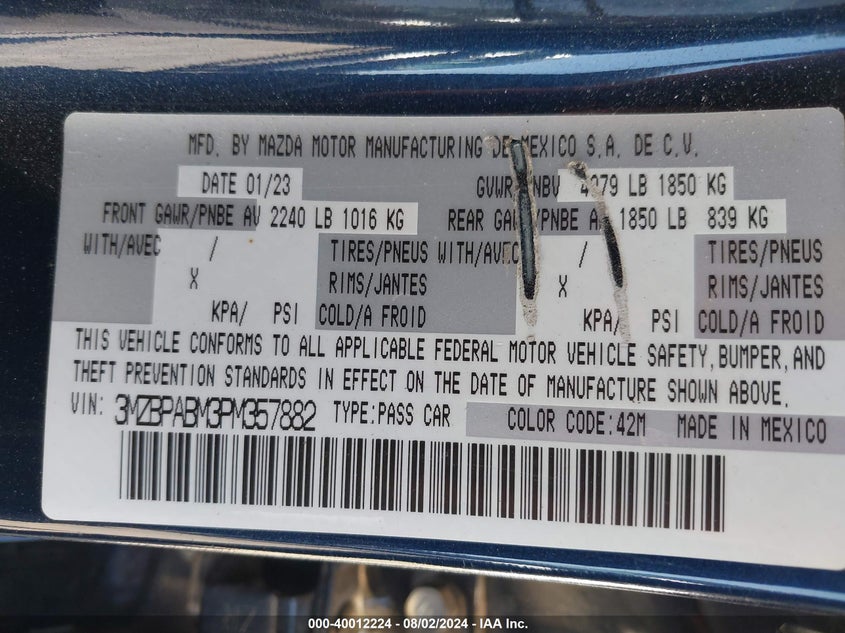 MFD. BY MAZDA MOTOR MANUFACTURING DE MEXICO S.A. DE C.V.
DATE 01/23 GVWR/PNBV 4079 LB 1850 KG
FRONT GAWR/PNBE AV 2240 LB 1016 KG REAR GAWR/PNBE AR 1850 LB 839 KG
WITH/AVEC / TIRES/PNEUS WITH/AVEC / TIRES/PNEUS
X RIMS/JANTES X RIMS/JANTES
KPA/ PSI COLD/A FROID KPA/ PSI COLD/A FROID
THIS VEHICLE CONFORMS TO ALL APPLICABLE FEDERAL MOTOR VEHICLE SAFETY, BUMPER, AND
THEFT PREVENTION STANDARDS IN EFFECT ON THE DATE OF MANUFACTURE SHOWN ABOVE.
VIN: 3MZBPABM3PM357882 TYPE:PASS CAR COLOR CODE:42M MADE IN MEXICO
000-40012224 - 08/02/2024 - IAA Inc.